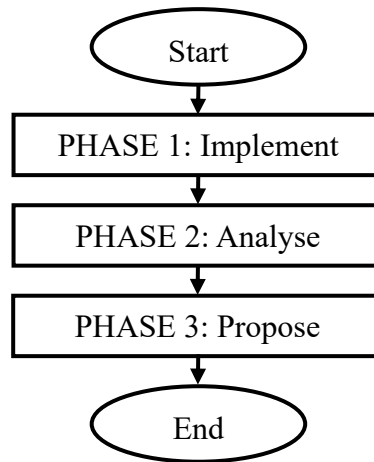 Start
PHASE 1: Implement
PHASE 2: Analyse
PHASE 3: Propose
End